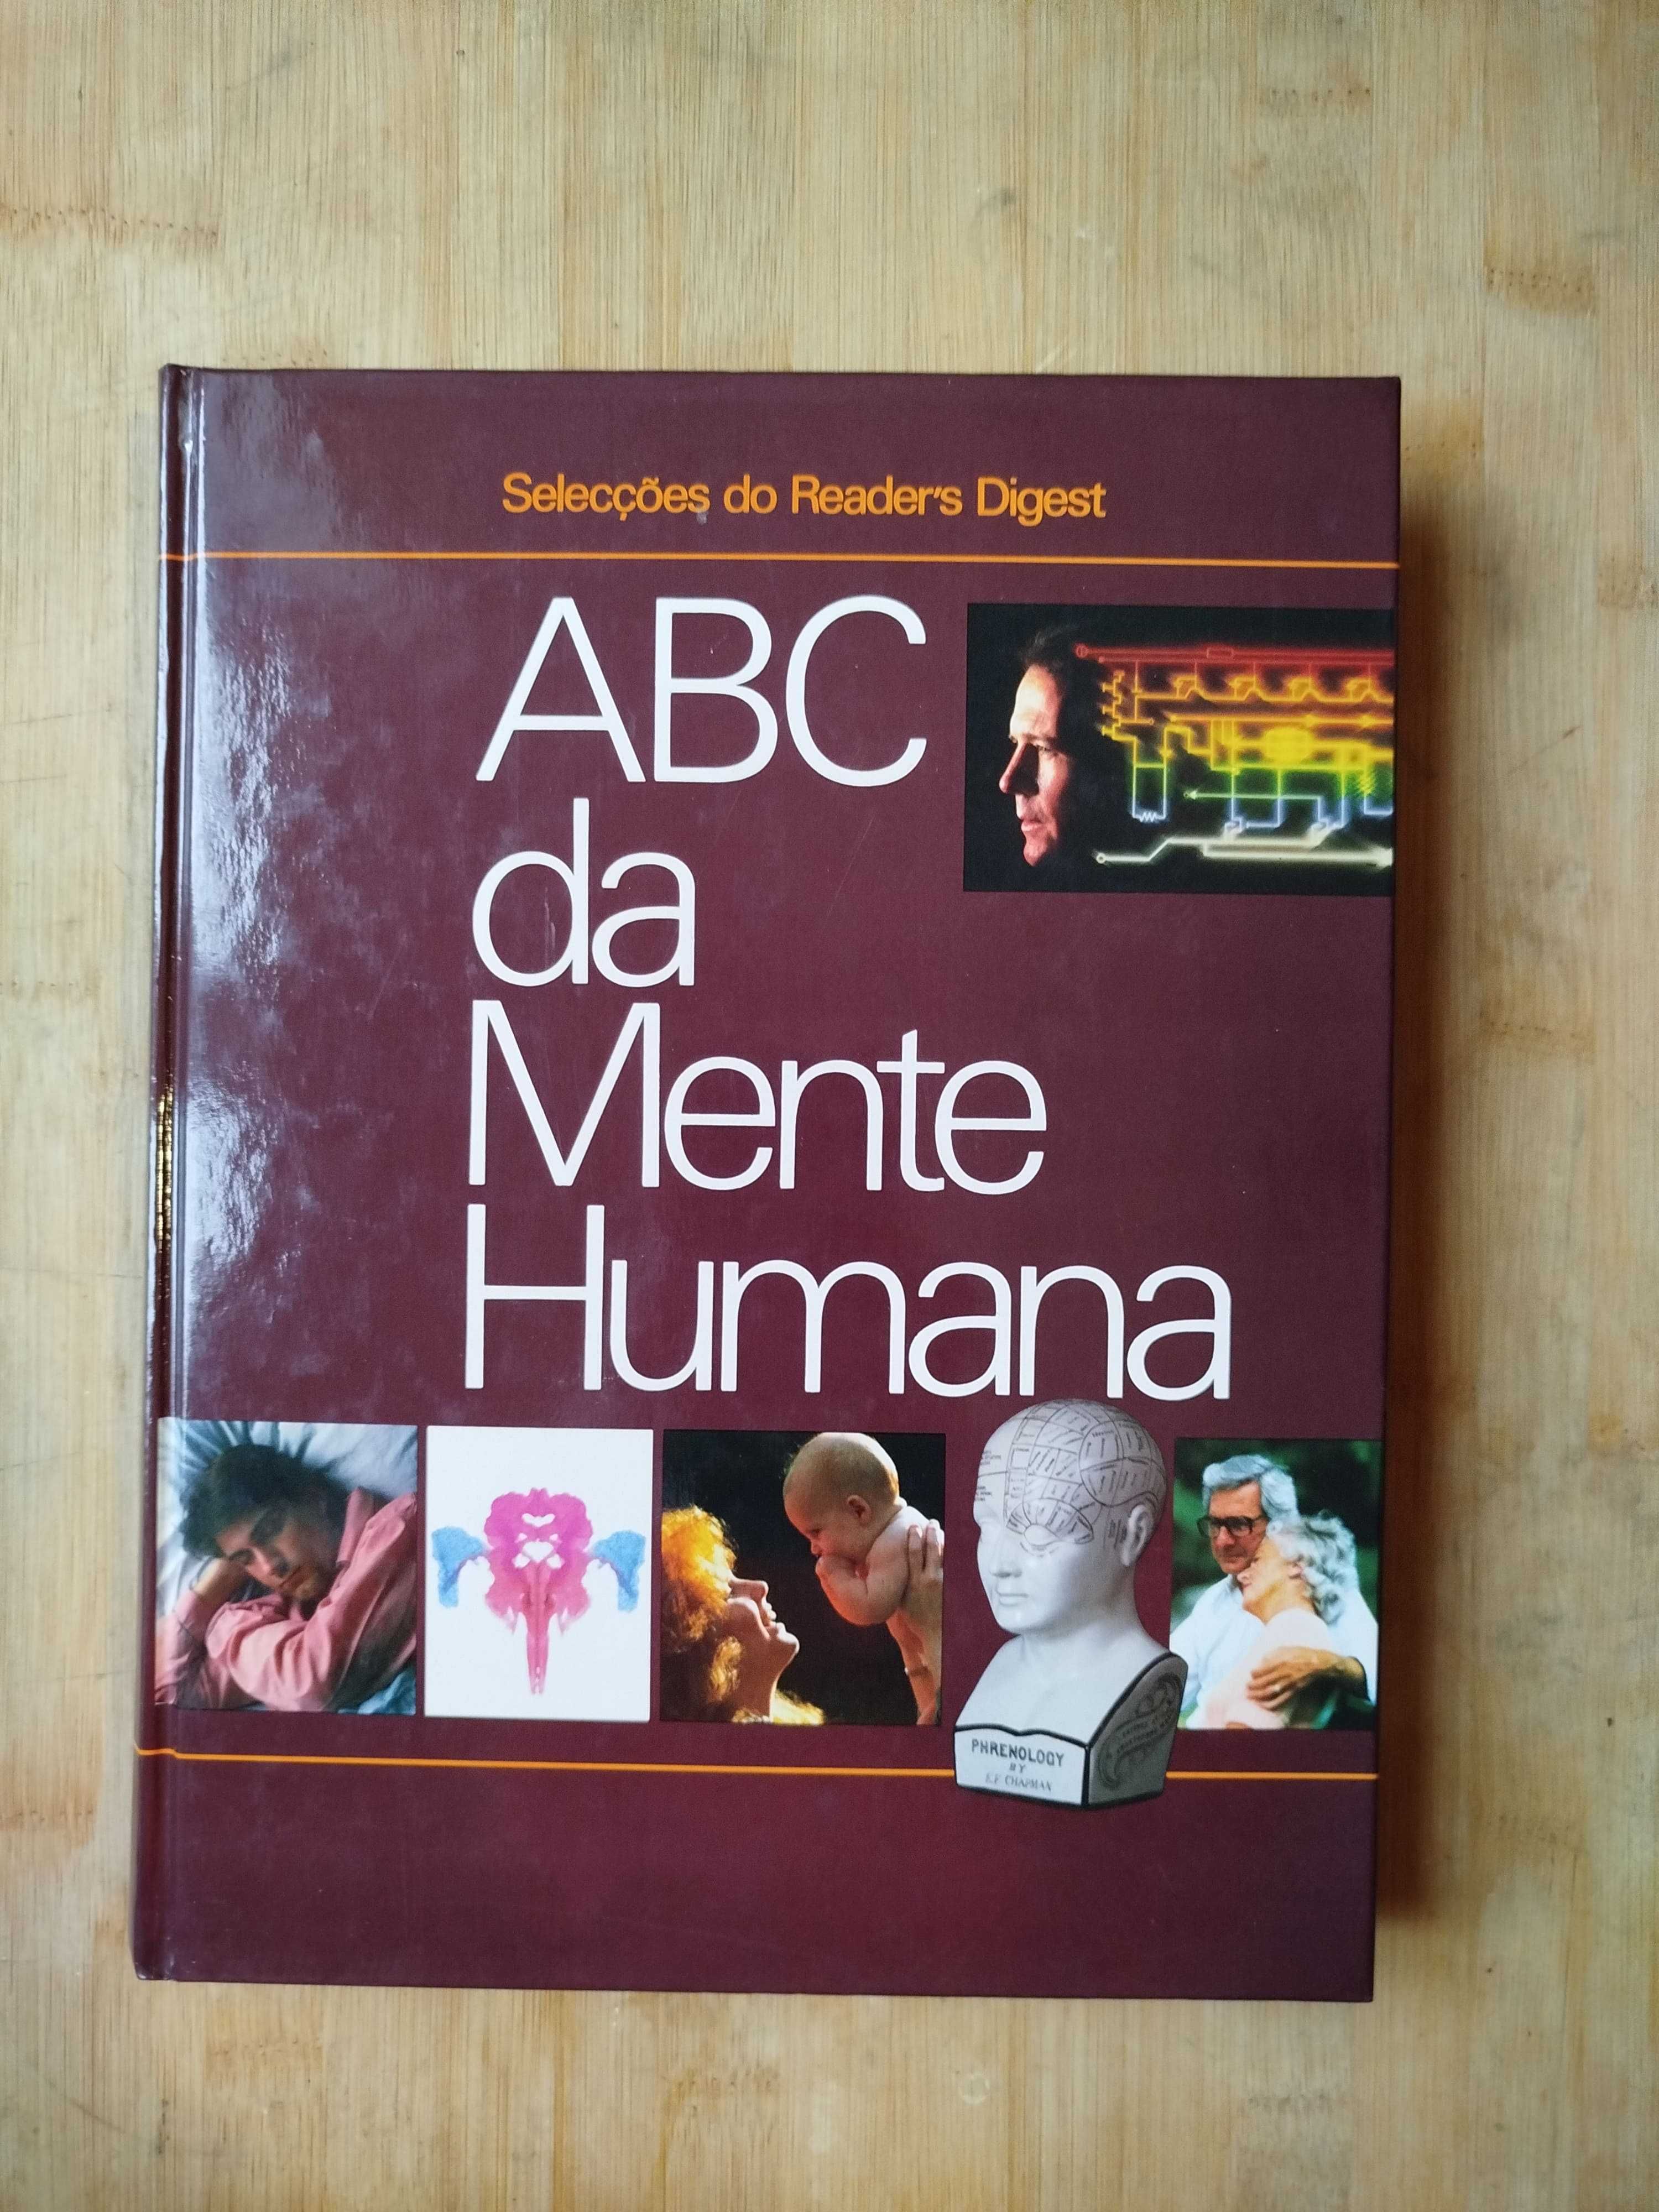 Selecções do Reader's Digest
ABC
da
Mente
Humana
PHRENOLOGY
BY
E.F. CHAPMAN